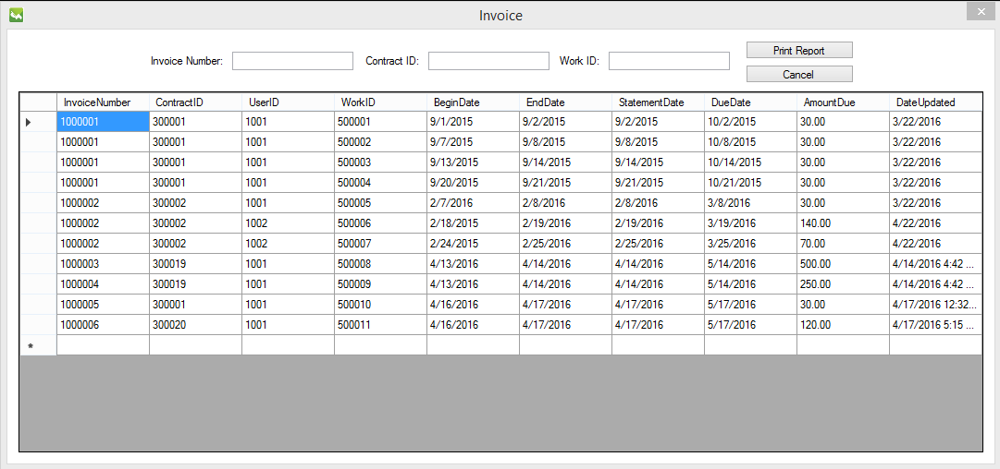 Invoice
Invoice Number: Contract ID: Work ID: Print Report
Cancel
InvoiceNumber ContractID UserID WorkID BeginDate EndDate StatementDate DueDate AmountDue DateUpdated
1000001 300001 1001 500001 9/1/2015 9/2/2015 9/2/2015 10/2/2015 30.00 3/22/2016
1000001 300001 1001 500002 9/7/2015 9/8/2015 9/8/2015 10/8/2015 30.00 3/22/2016
1000001 300001 1001 500003 9/13/2015 9/14/2015 9/14/2015 10/14/2015 30.00 3/22/2016
1000001 300001 1001 500004 9/20/2015 9/21/2015 9/21/2015 10/21/2015 30.00 3/22/2016
1000002 300002 1001 500005 2/7/2016 2/8/2016 2/8/2016 3/8/2016 30.00 3/22/2016
1000002 300002 1002 500006 2/18/2015 2/19/2016 2/19/2016 3/19/2016 140.00 4/22/2016
1000002 300002 1002 500007 2/24/2015 2/25/2016 2/25/2016 3/25/2016 70.00 4/22/2016
1000003 300019 1001 500008 4/13/2016 4/14/2016 4/14/2016 5/14/2016 500.00 4/14/2016 4:42 ...
1000004 300019 1001 500009 4/13/2016 4/14/2016 4/14/2016 5/14/2016 250.00 4/14/2016 4:42 ...
1000005 300001 1001 500010 4/16/2016 4/17/2016 4/17/2016 5/17/2016 30.00 4/17/2016 12:32...
1000006 300020 1001 500011 4/16/2016 4/17/2016 4/17/2016 5/17/2016 120.00 4/17/2016 5:15 ...
*